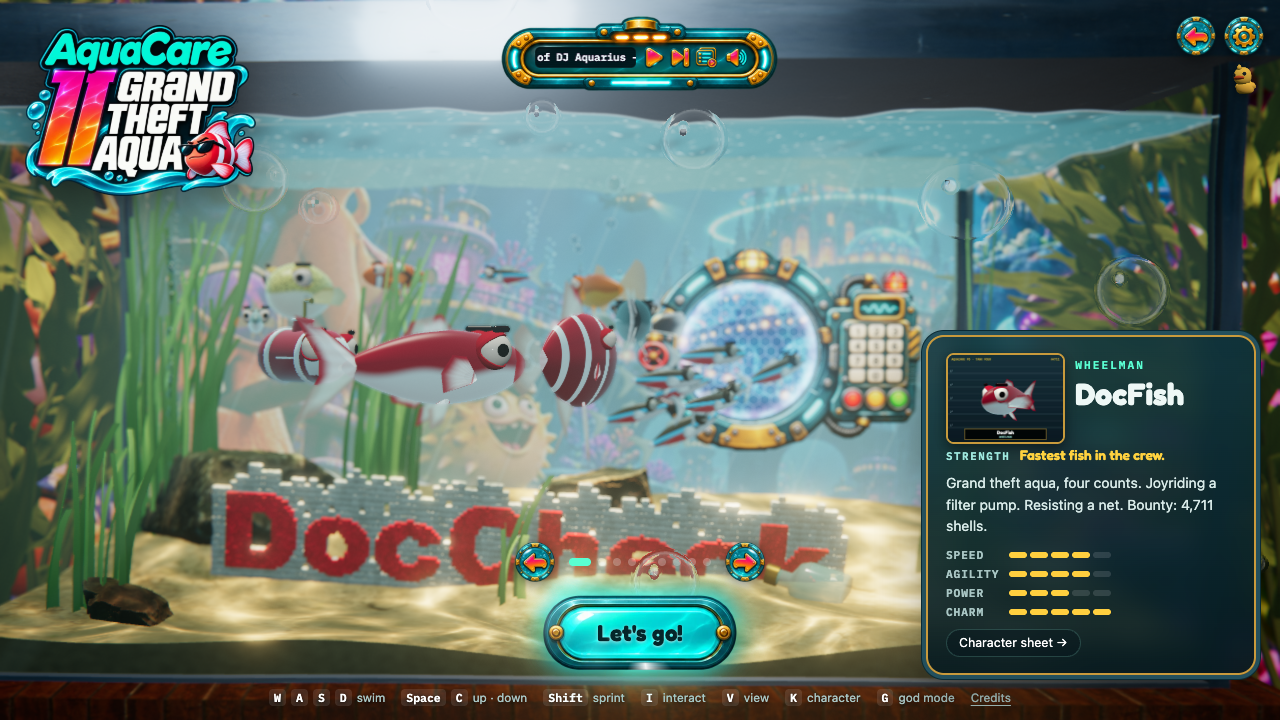 AquaCare
11 GRAND
THEFT
AQUA
of DJ Aquarius -
WHEELMAN
DocFish
DocFish
STRENGTH Fastest fish in the crew.
Grand theft aqua, four counts. Joyriding a
filter pump. Resisting a net. Bounty: 4,711
shells.
SPEED
AGILITY
POWER
CHARM
Character sheet →
DocCheck
Let's go!
W A S D swim Space C up · down Shift sprint I interact V view K character G god mode Credits